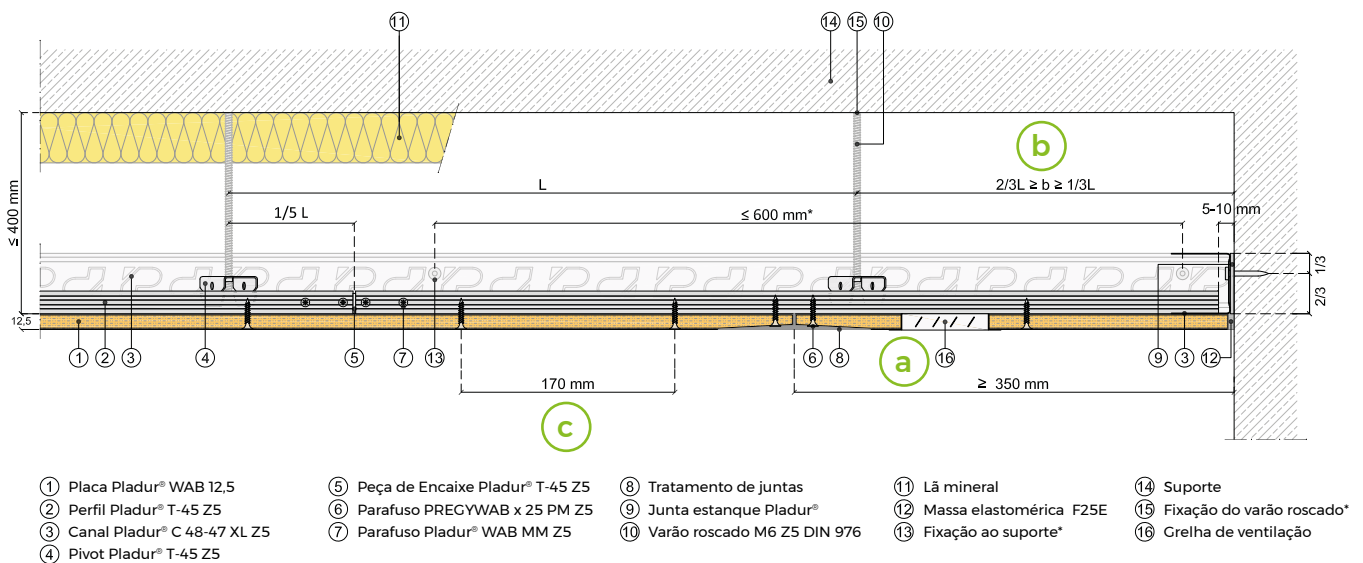 11
14
15
10
b
L
2/3L ≥ b ≥ 1/3L
≤ 400 mm
1/5 L
≤ 600 mm*
5-10 mm
1/3
2/3
12,5
1
2
3
4
5
7
13
6
8
a
16
9
3
12
170 mm
≥ 350 mm
c
1 Placa Pladur® WAB 12,5
2 Perfil Pladur® T-45 Z5
3 Canal Pladur® C 48-47 XL Z5
4 Pivot Pladur® T-45 Z5
5 Peça de Encaixe Pladur® T-45 Z5
6 Parafuso PREGYWAB x 25 PM Z5
7 Parafuso Pladur® WAB MM Z5
8 Tratamento de juntas
9 Junta estanque Pladur®
10 Varão roscado M6 Z5 DIN 976
11 Lã mineral
12 Massa elastomérica F25E
13 Fixação ao suporte*
14 Suporte
15 Fixação do varão roscado*
16 Grelha de ventilação